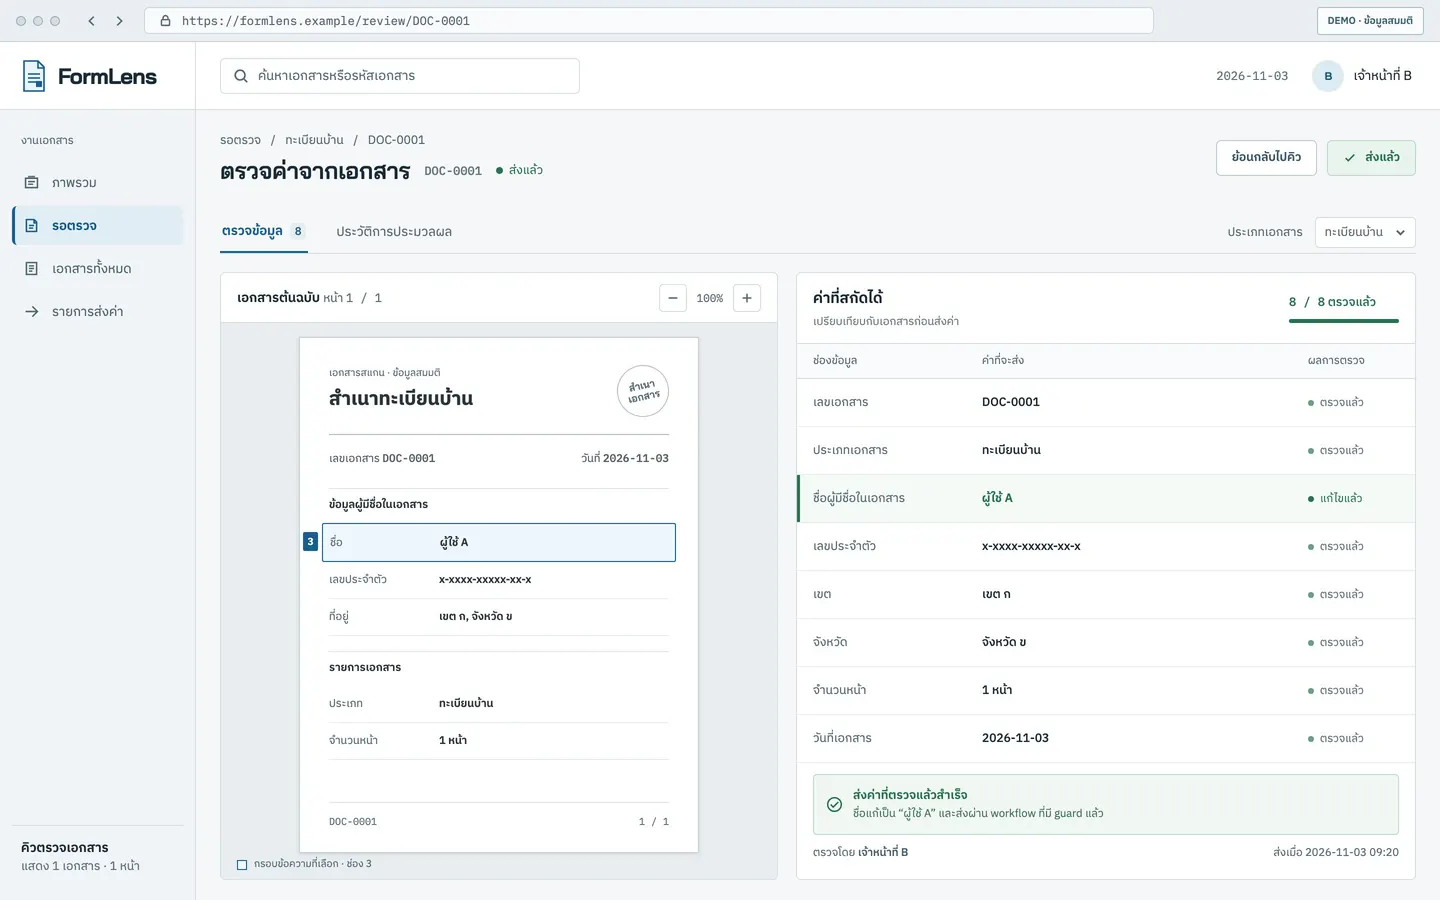 https://formlens.example/review/DOC-0001
DEMO · ข้อมูลสมมติ
FormLens
ค้นหาเอกสารหรือรหัสเอกสาร
2026-11-03
B
เจ้าหน้าที่ B
งานเอกสาร
ภาพรวม
รอตรวจ
เอกสารทั้งหมด
รายการส่งค่า
คิวตรวจเอกสาร
แสดง 1 เอกสาร · 1 หน้า
รอตรวจ / ทะเบียนบ้าน / DOC-0001
ตรวจค่าจากเอกสาร DOC-0001 ส่งแล้ว
ย้อนกลับไปคิว
ส่งแล้ว
ตรวจข้อมูล 8
ประวัติการประมวลผล
ประเภทเอกสาร ทะเบียนบ้าน
เอกสารต้นฉบับ หน้า 1 / 1
100%
เอกสารสแกน · ข้อมูลสมมติ
สำเนาทะเบียนบ้าน
สำเนา
เอกสาร
เลขเอกสาร DOC-0001
วันที่ 2026-11-03
ข้อมูลผู้มีชื่อในเอกสาร
3
ชื่อ ผู้ใช้ A
เลขประจำตัว x-xxxx-xxxxx-xx-x
ที่อยู่ เขต ก, จังหวัด ข
รายการเอกสาร
ประเภท ทะเบียนบ้าน
จำนวนหน้า 1 หน้า
DOC-0001 1 / 1
กรอบข้อความที่เลือก · ช่อง 3
ค่าที่สกัดได้
เปรียบเทียบกับเอกสารก่อนส่งค่า
8 / 8 ตรวจแล้ว
ช่องข้อมูล ค่าที่จะส่ง ผลการตรวจ
เลขเอกสาร DOC-0001 ตรวจแล้ว
ประเภทเอกสาร ทะเบียนบ้าน ตรวจแล้ว
ชื่อผู้มีชื่อในเอกสาร ผู้ใช้ A แก้ไขแล้ว
เลขประจำตัว x-xxxx-xxxxx-xx-x ตรวจแล้ว
เขต เขต ก ตรวจแล้ว
จังหวัด จังหวัด ข ตรวจแล้ว
จำนวนหน้า 1 หน้า ตรวจแล้ว
วันที่เอกสาร 2026-11-03 ตรวจแล้ว
ส่งค่าที่ตรวจแล้วสำเร็จ
ชื่อแก้เป็น “ผู้ใช้ A” และส่งผ่าน workflow ที่มี guard แล้ว
ตรวจโดย เจ้าหน้าที่ B
ส่งเมื่อ 2026-11-03 09:20